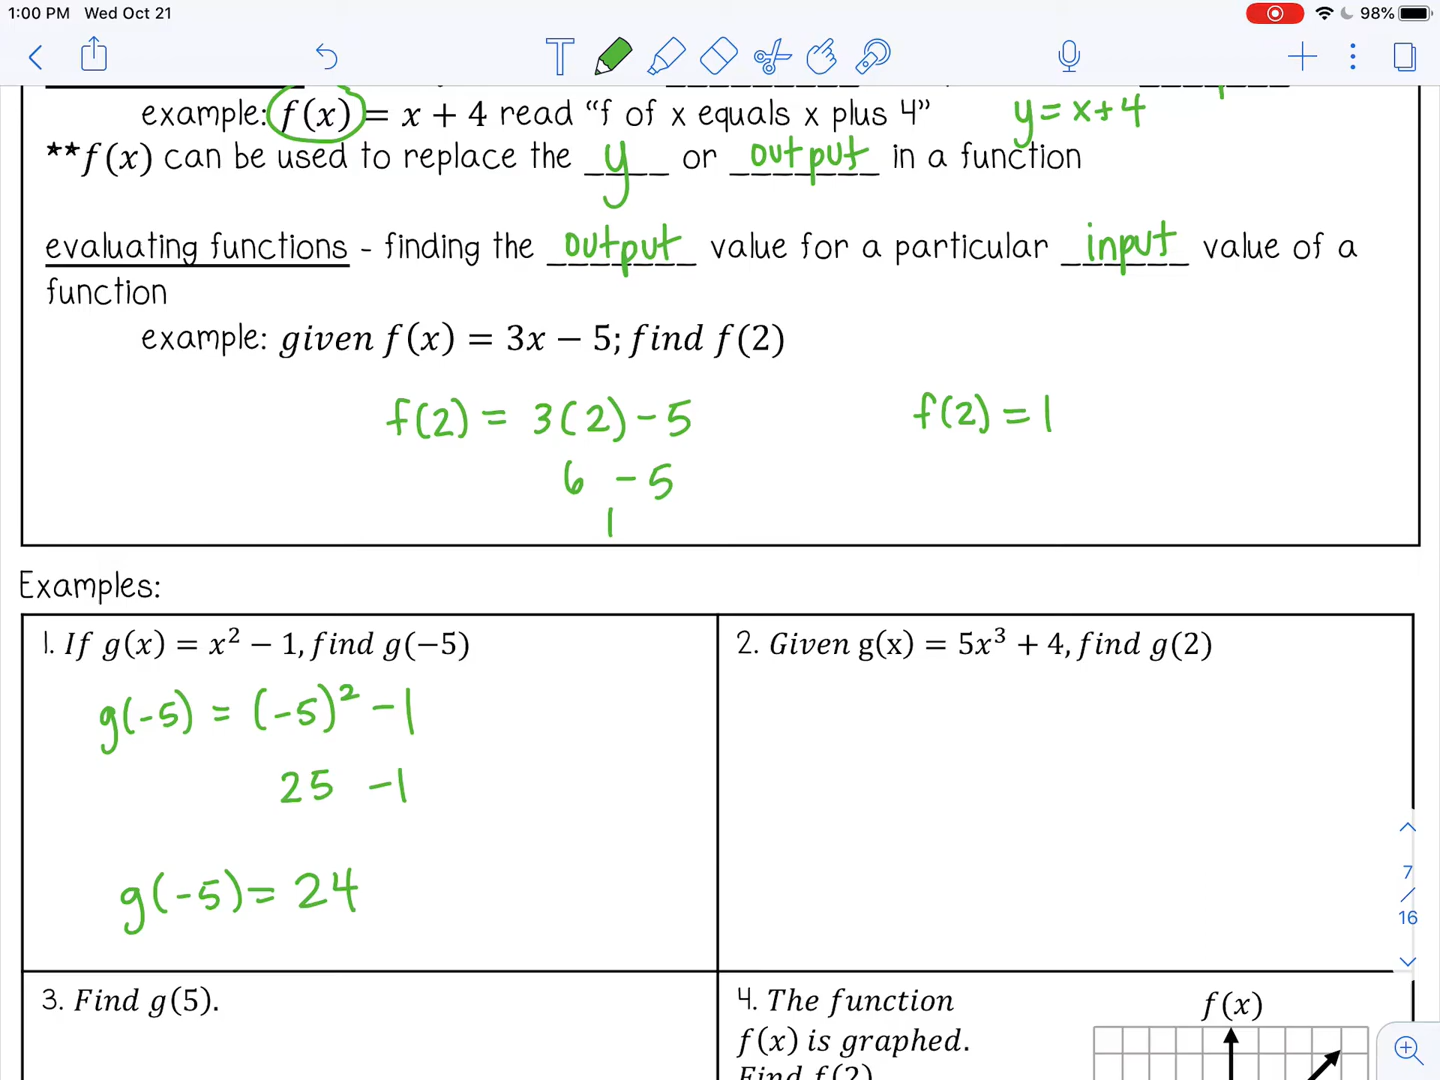 1:00 PM Wed Oct 21 98%
example: f(x) = x + 4 read “f of x equals x plus 4” y = x+4
**f(x) can be used to replace the y or output in a function
evaluating functions - finding the output value for a particular input value of a
function
example: given f(x) = 3x − 5; find f(2)
f(2) = 3(2) - 5 f(2) = 1
6 - 5
1
Examples:
1. If g(x) = x² − 1, find g(−5) 2. Given g(x) = 5x³ + 4, find g(2)
g(-5) = (-5)² - 1
25 - 1
g(-5) = 24
7
/
16
3. Find g(5). 4. The function f(x)
f(x) is graphed.
Find f(2)